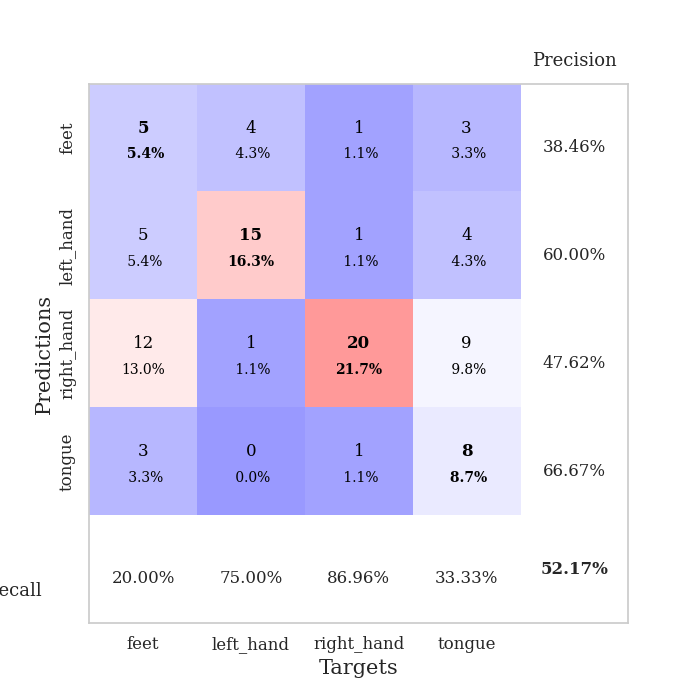 Precision
feet 5 4 1 3 38.46%
5.4% 4.3% 1.1% 3.3%
left_hand 5 15 1 4 60.00%
5.4% 16.3% 1.1% 4.3%
Predictions
right_hand 12 1 20 9 47.62%
13.0% 1.1% 21.7% 9.8%
tongue 3 0 1 8 66.67%
3.3% 0.0% 1.1% 8.7%
ecall 20.00% 75.00% 86.96% 33.33% 52.17%
feet left_hand right_hand tongue
Targets